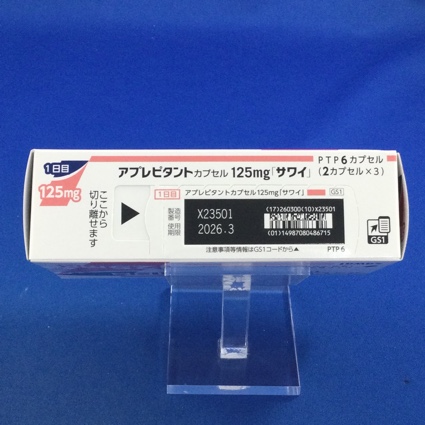 1日目
125mg
ここから
切り離せます
アプレピタントカプセル 125mg「サワイ」
PTP 6カプセル
(2カプセル×3)
1日目 アプレピタントカプセル125mg「サワイ」 GS1
製造番号 X23501
使用期限 2026.3
(17)260300(10)X23501
(01)14987080486715
注意事項等情報はGS1コードから▲
PTP 6
GS1